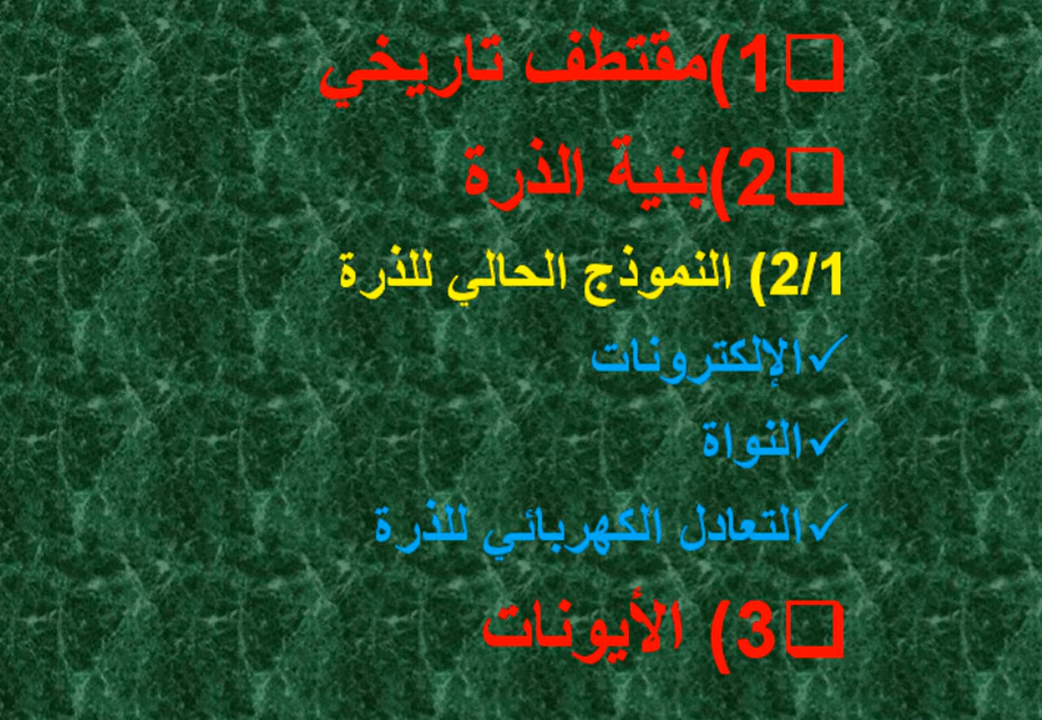 ❑1)مقتطف تاريخي
❑2)بنية الذرة
2/1) النموذج الحالي للذرة
✓الإلكترونات
✓النواة
✓التعادل الكهربائي للذرة
❑3) الأيونات